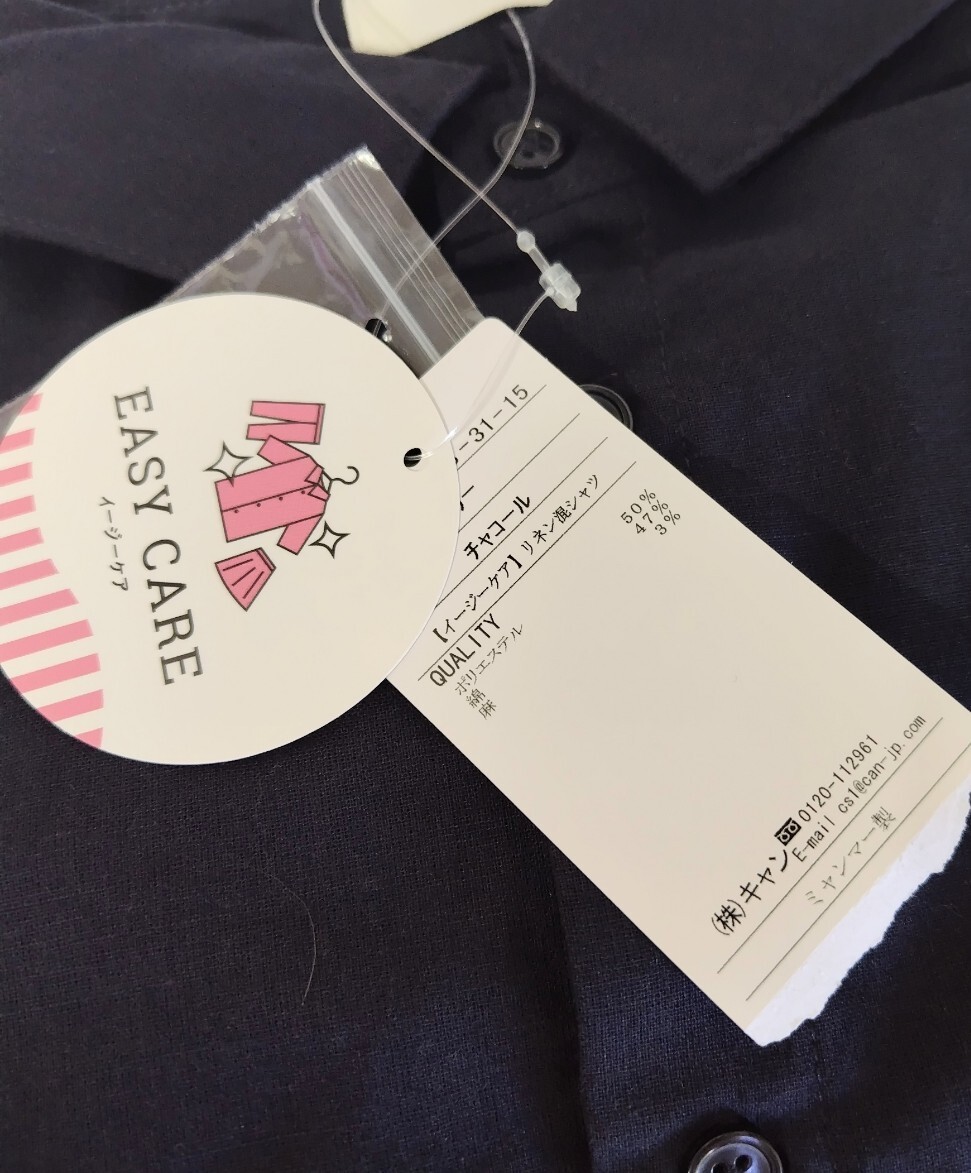 EASY CARE
イージーケア
-31-15
ー
チャコール
【イージーケア】リネン混シャツ
QUALITY
ポリエステル 50%
綿 47%
麻 3%
(株)キャン 0120-112961
E-mail cs1@can-jp.com
ミャンマー製